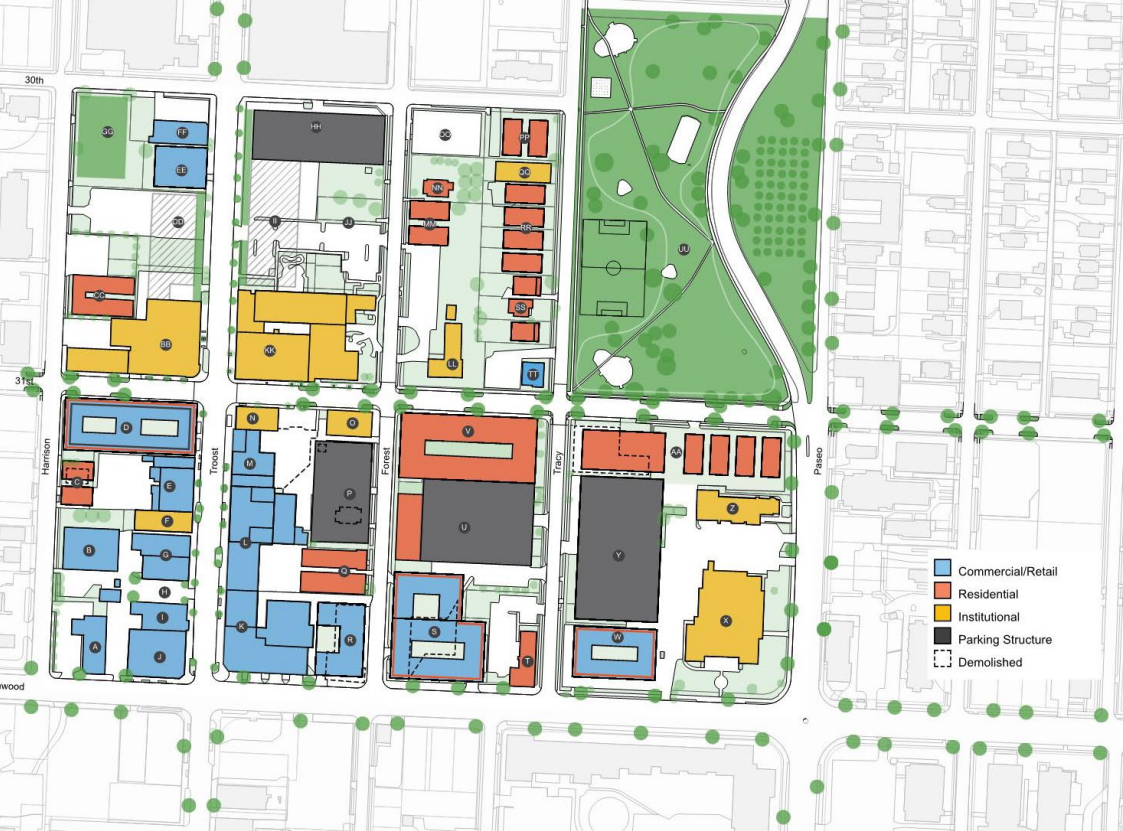 30th
GG
FF
EE
HH
OO
PP
QQ
NN
MM
RR
DD
II
JJ
UU
CC
SS
BB
KK
LL
TT
31st
Harrison
Troost
Forest
Tracy
Paseo
D
N
O
V
AA
C
E
M
P
F
U
Z
B
G
L
Y
Q
H
I
A
J
K
R
S
T
W
X
Commercial/Retail
Residential
Institutional
Parking Structure
Demolished
wood